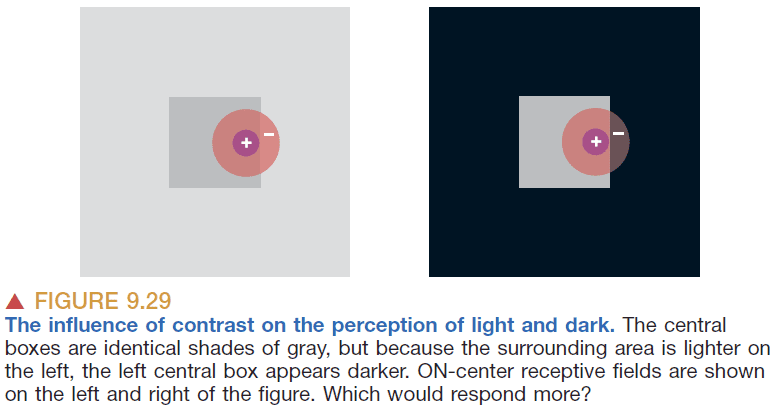 + −
+ −
▲ FIGURE 9.29
The influence of contrast on the perception of light and dark. The central
boxes are identical shades of gray, but because the surrounding area is lighter on
the left, the left central box appears darker. ON-center receptive fields are shown
on the left and right of the figure. Which would respond more?